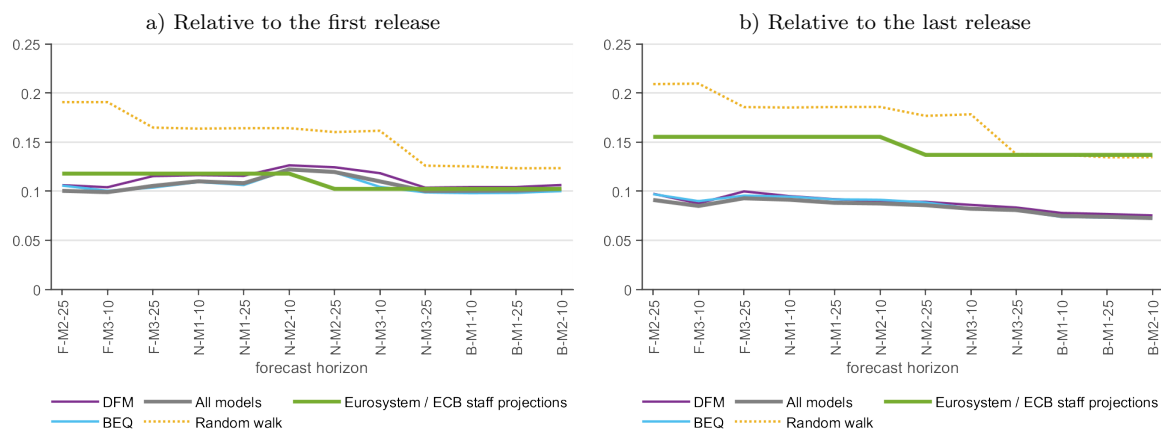 a) Relative to the first release
0.25
0.2
0.15
0.1
0.05
0
F-M2-25
F-M3-10
F-M3-25
N-M1-10
N-M1-25
N-M2-10
N-M2-25
N-M3-10
N-M3-25
B-M1-10
B-M1-25
B-M2-10
forecast horizon
DFM All models Eurosystem / ECB staff projections
BEQ Random walk
b) Relative to the last release
0.25
0.2
0.15
0.1
0.05
0
F-M2-25
F-M3-10
F-M3-25
N-M1-10
N-M1-25
N-M2-10
N-M2-25
N-M3-10
N-M3-25
B-M1-10
B-M1-25
B-M2-10
forecast horizon
DFM All models Eurosystem / ECB staff projections
BEQ Random walk